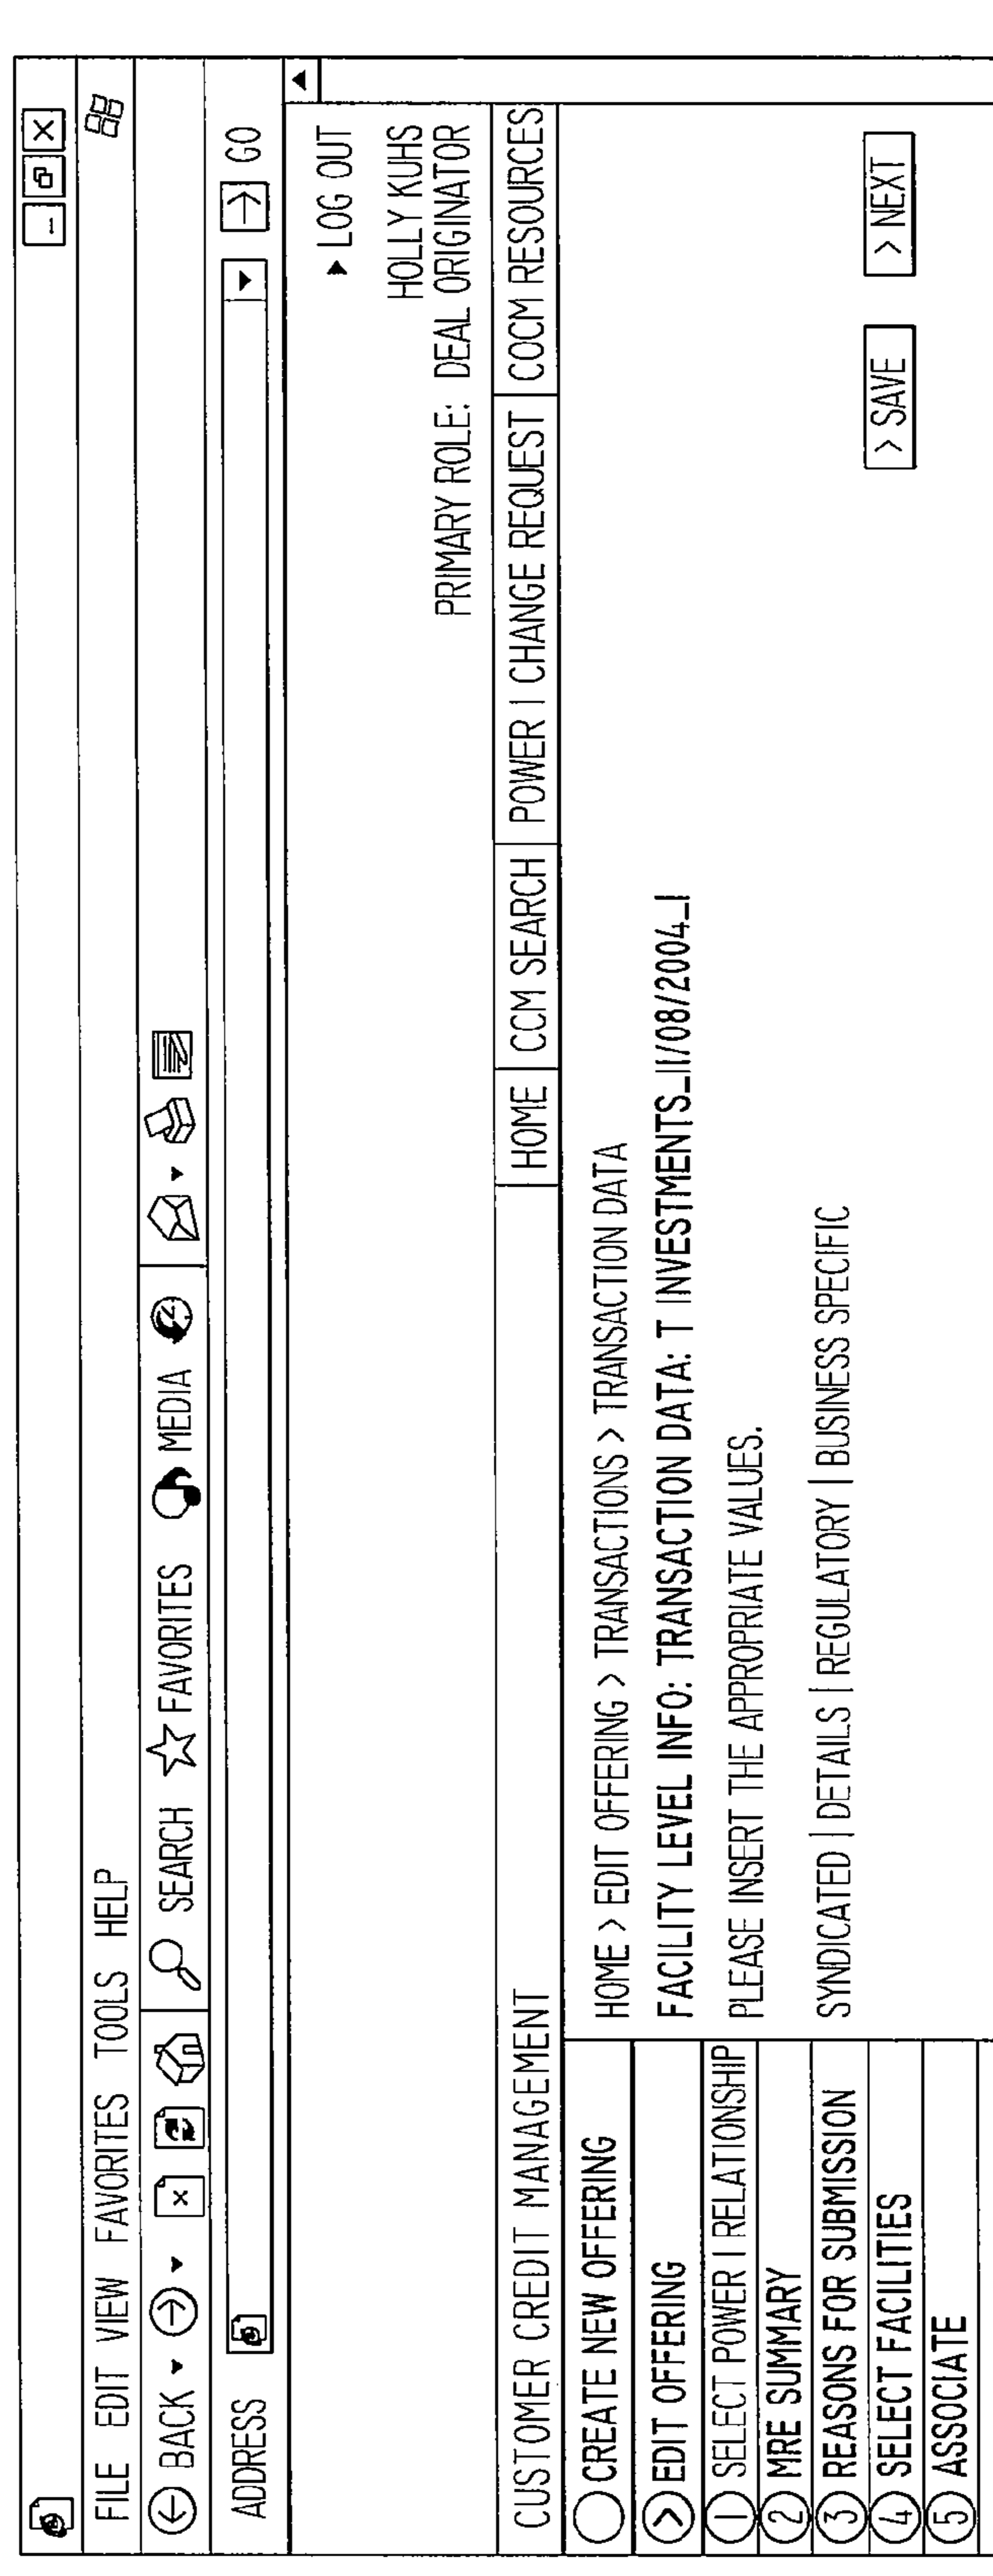 FILE EDIT VIEW FAVORITES TOOLS HELP
BACK SEARCH FAVORITES MEDIA
ADDRESS GO
LOG OUT
HOLLY KUHS
PRIMARY ROLE: DEAL ORIGINATOR
CUSTOMER CREDIT MANAGEMENT HOME CCM SEARCH POWER I CHANGE REQUEST COCM RESOURCES
CREATE NEW OFFERING
> EDIT OFFERING
1 SELECT POWER I RELATIONSHIP
2 MRE SUMMARY
3 REASONS FOR SUBMISSION
4 SELECT FACILITIES
5 ASSOCIATE
HOME > EDIT OFFERING > TRANSACTIONS > TRANSACTION DATA
FACILITY LEVEL INFO: TRANSACTION DATA: T INVESTMENTS_11/08/2004_1
PLEASE INSERT THE APPROPRIATE VALUES.
SYNDICATED | DETAILS | REGULATORY | BUSINESS SPECIFIC
> SAVE > NEXT